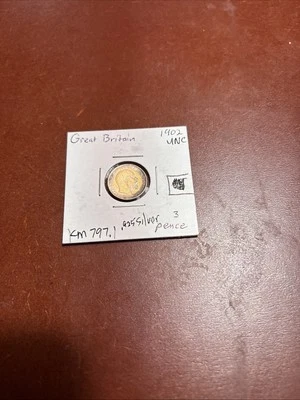 Great Britain 1902
UNC
3
KM 797.1 .925 silver pence